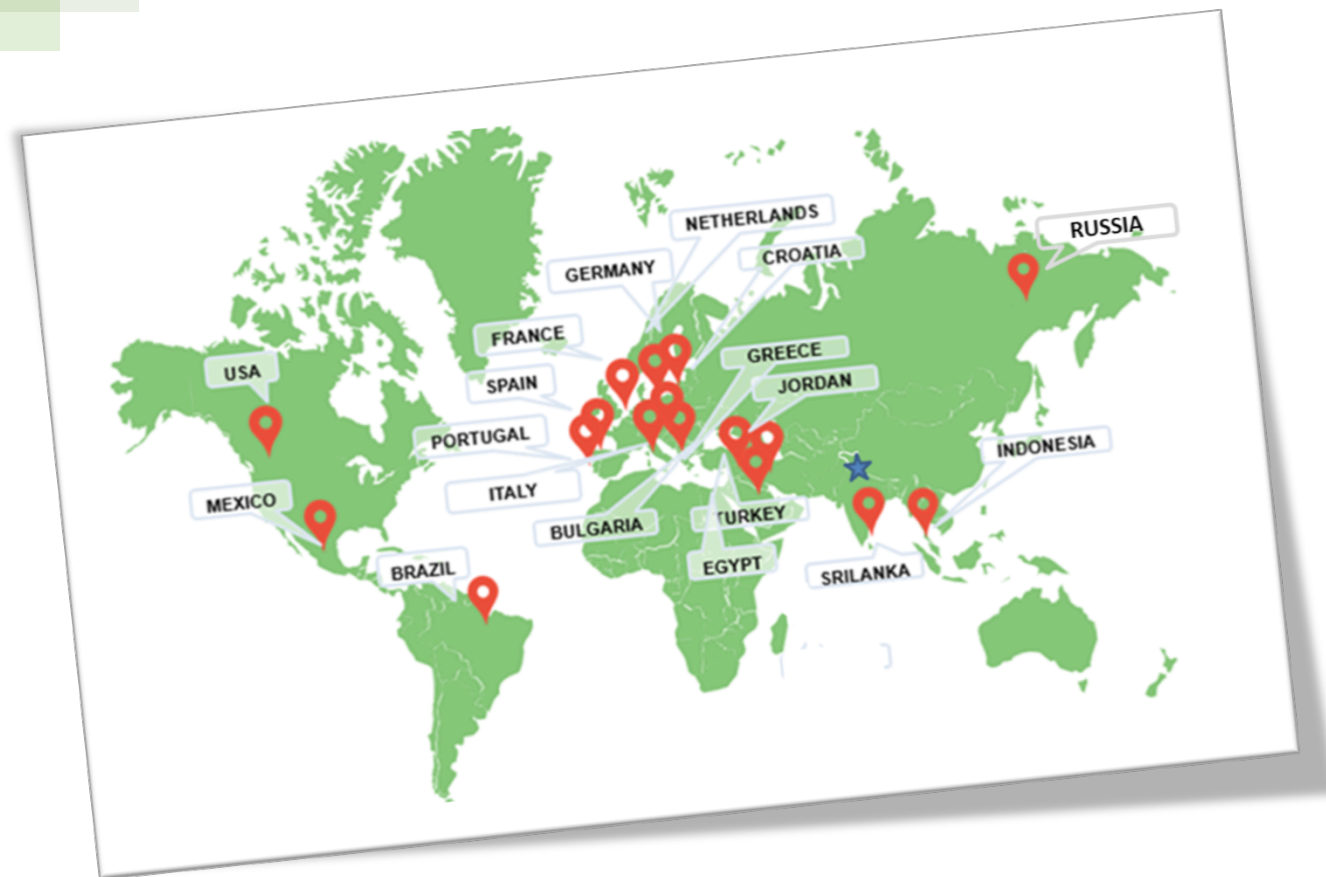 NETHERLANDS
RUSSIA
CROATIA
GERMANY
FRANCE
GREECE
USA
SPAIN
JORDAN
PORTUGAL
INDONESIA
ITALY
MEXICO
BULGARIA
TURKEY
EGYPT
BRAZIL
SRILANKA